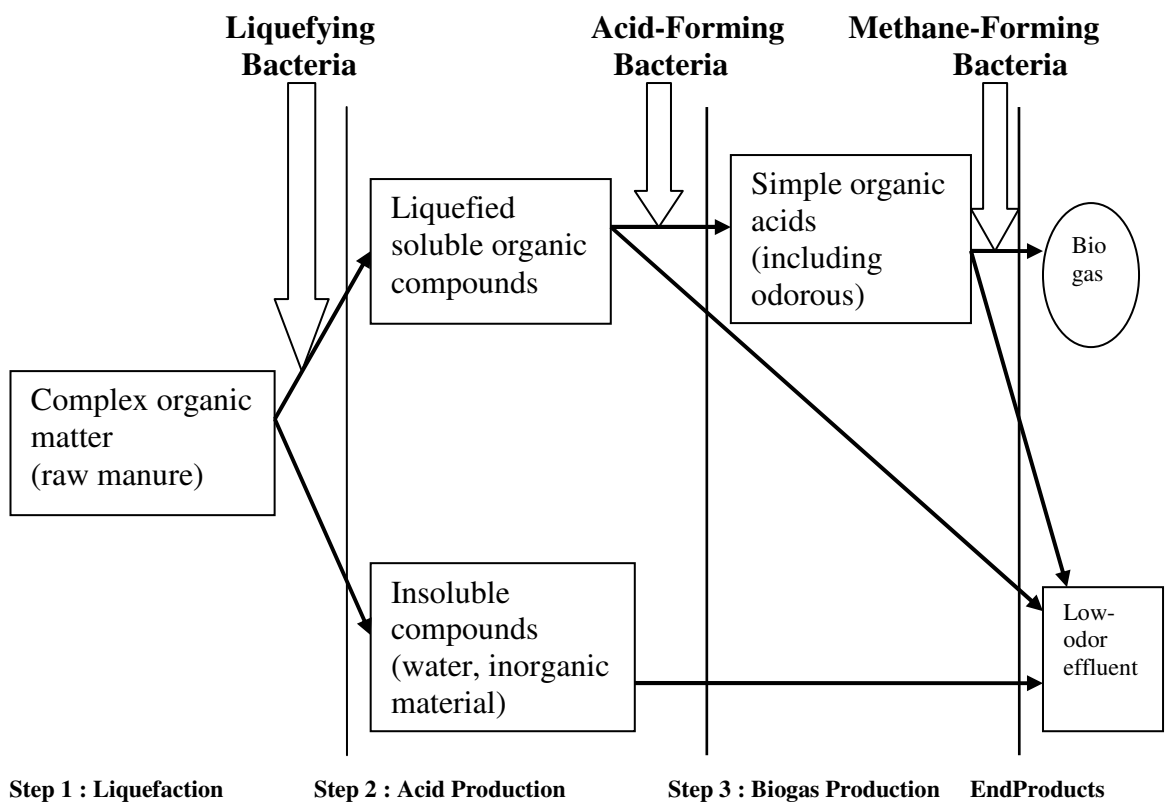 Liquefying
Bacteria
Acid-Forming
Bacteria
Methane-Forming
Bacteria
Liquefied
soluble organic
compounds
Simple organic
acids
(including
odorous)
Bio
gas
Complex organic
matter
(raw manure)
Insoluble
compounds
(water, inorganic
material)
Low-
odor
effluent
Step 1 : Liquefaction
Step 2 : Acid Production
Step 3 : Biogas Production
EndProducts